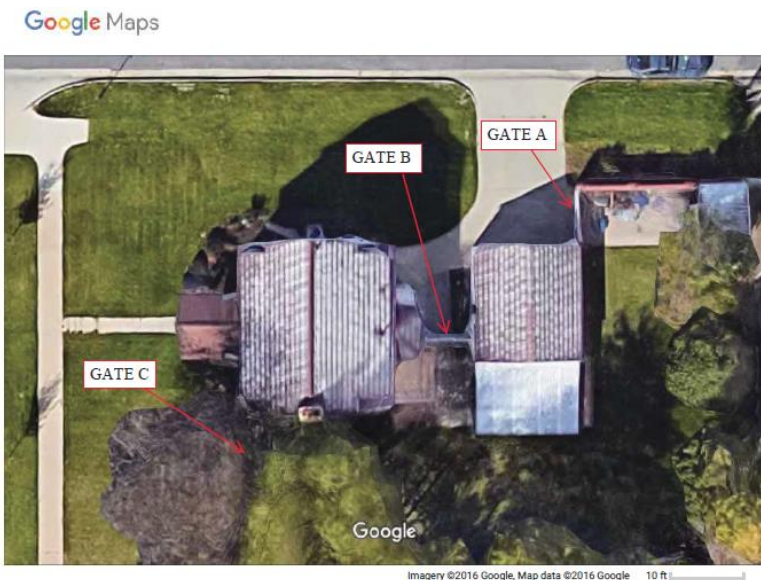 Google Maps
GATE A
GATE B
GATE C
Google
Imagery ©2016 Google, Map data ©2016 Google 10 ft